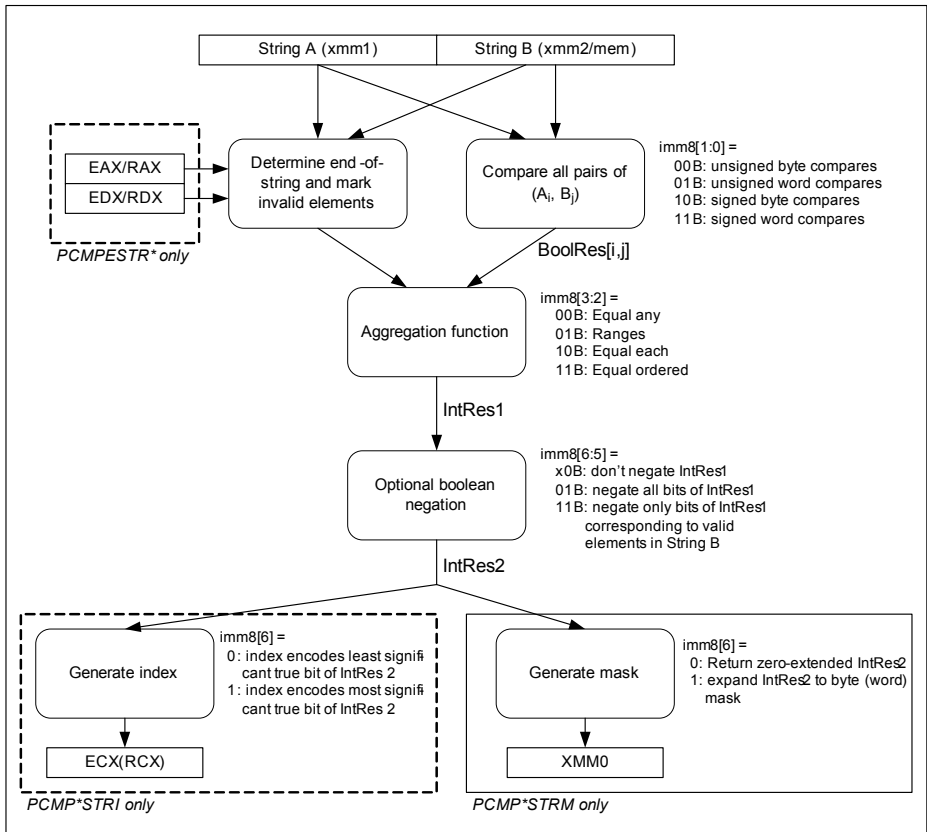 String A (xmm1)
String B (xmm2/mem)
EAX/RAX
EDX/RDX
PCMPESTR* only
Determine end -of-
string and mark
invalid elements
Compare all pairs of
(Ai, Bj)
imm8[1:0] =
00B: unsigned byte compares
01B: unsigned word compares
10B: signed byte compares
11B: signed word compares
BoolRes[i,j]
Aggregation function
imm8[3:2] =
00B: Equal any
01B: Ranges
10B: Equal each
11B: Equal ordered
IntRes1
Optional boolean
negation
imm8[6:5] =
x0B: don't negate IntRes1
01B: negate all bits of IntRes1
11B: negate only bits of IntRes1
corresponding to valid
elements in String B
IntRes2
Generate index
imm8[6] =
0: index encodes least signifi
cant true bit of IntRes 2
1: index encodes most signifi
cant true bit of IntRes 2
ECX(RCX)
PCMP*STRI only
Generate mask
imm8[6] =
0: Return zero-extended IntRes2
1: expand IntRes2 to byte (word)
mask
XMM0
PCMP*STRM only